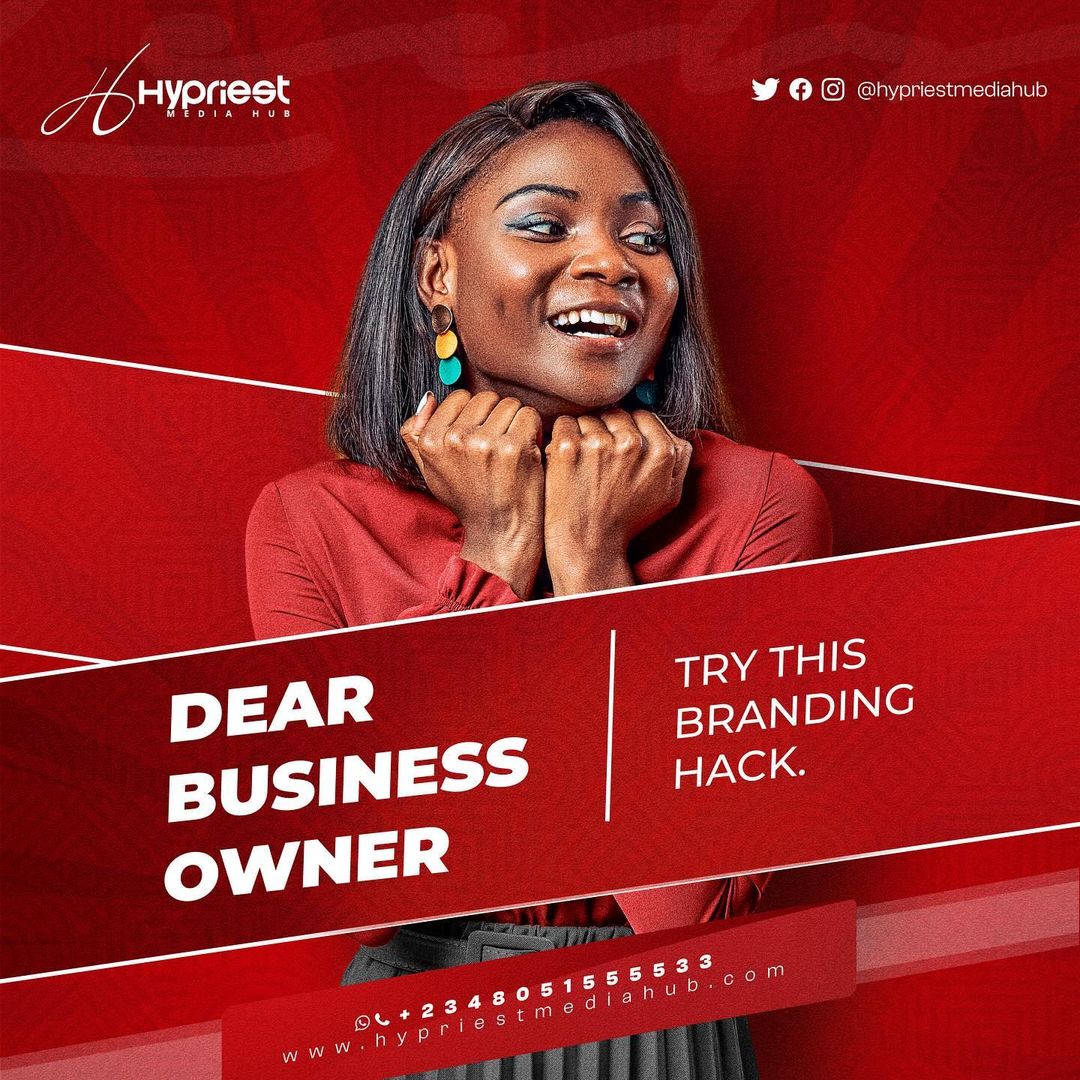 Hypriest
MEDIA HUB
@hypriestmediahub
DEAR
BUSINESS
OWNER
TRY THIS
BRANDING
HACK.
+2348051555533
www.hypriestmediahub.com